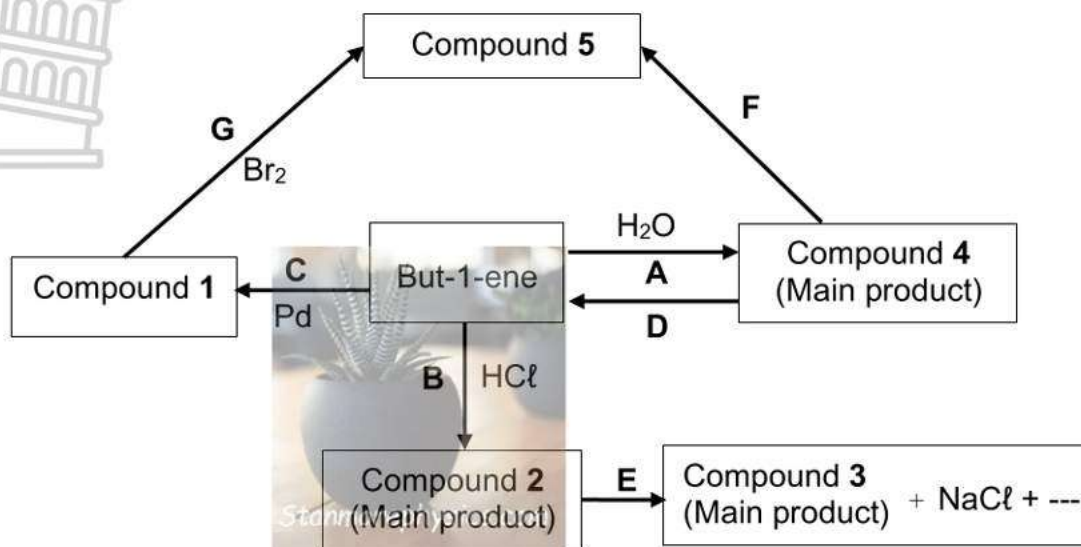 Compound 5
G
Br₂
F
Compound 1
C
Pd
But-1-ene
H₂O
A
D
Compound 4
(Main product)
B
HCℓ
Compound 2
(Main product)
E
Compound 3
(Main product)
+ NaCℓ + ---